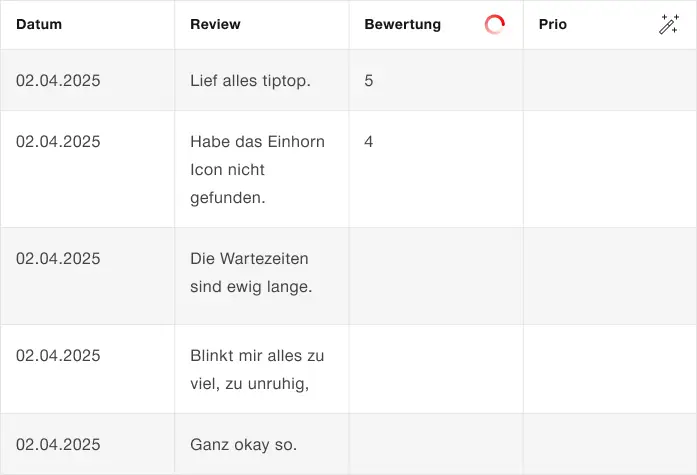 Datum Review Bewertung Prio
02.04.2025 Lief alles tiptop. 5
02.04.2025 Habe das Einhorn 4
Icon nicht
gefunden.
02.04.2025 Die Wartezeiten
sind ewig lange.
02.04.2025 Blinkt mir alles zu
viel, zu unruhig,
02.04.2025 Ganz okay so.